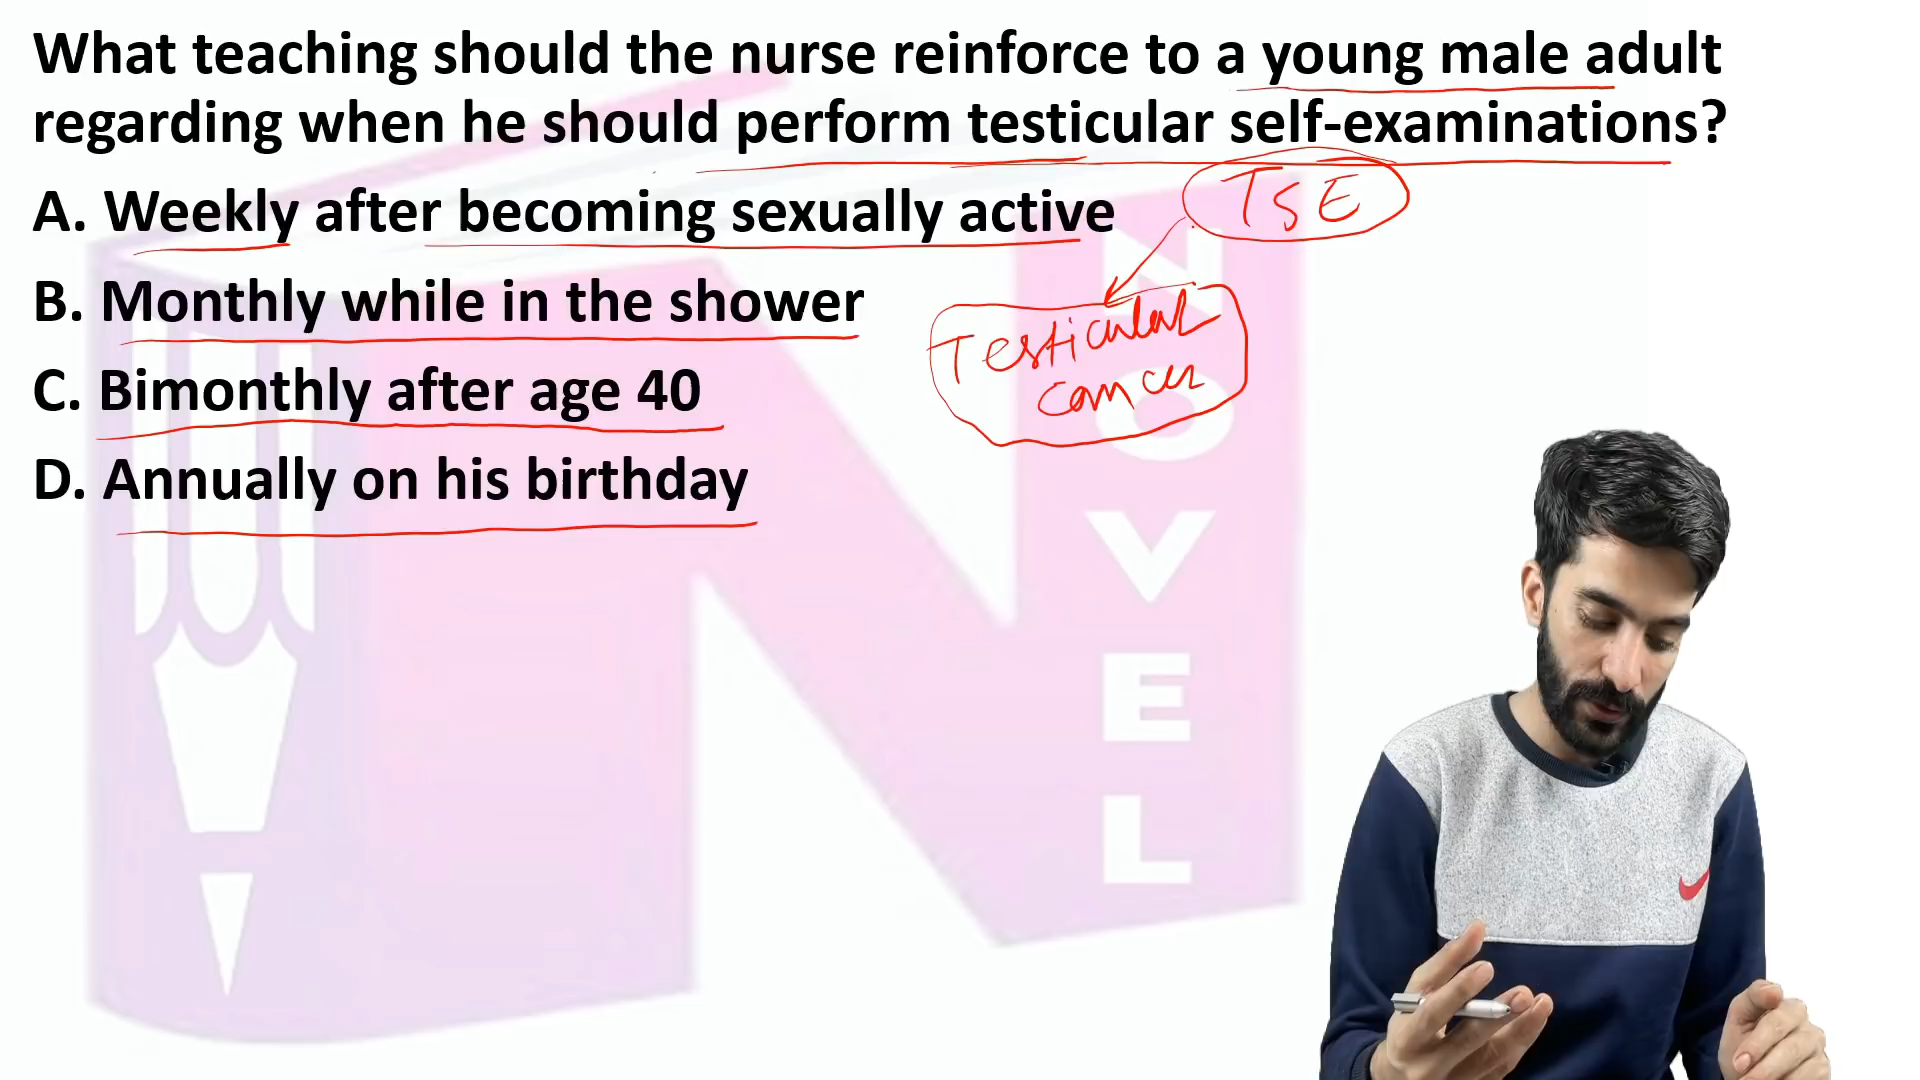 What teaching should the nurse reinforce to a young male adult
regarding when he should perform testicular self-examinations?
A. Weekly after becoming sexually active
TSE
B. Monthly while in the shower
Testicular
cancer
C. Bimonthly after age 40
D. Annually on his birthday
NOVEL